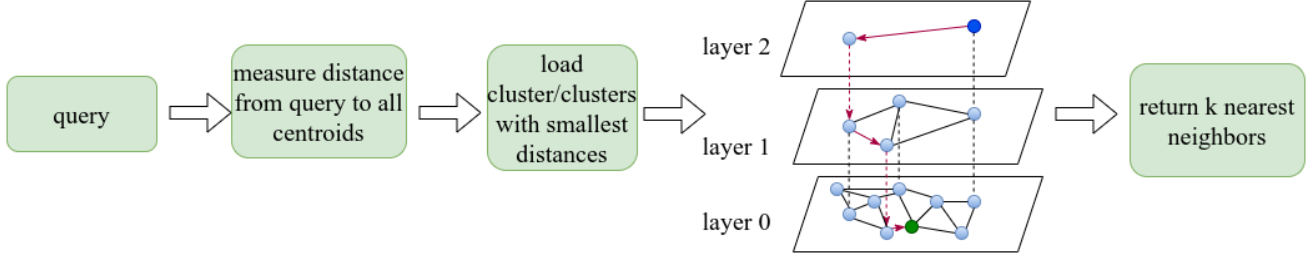 query
measure distance
from query to all
centroids
load
cluster/clusters
with smallest
distances
layer 2
layer 1
layer 0
return k nearest
neighbors